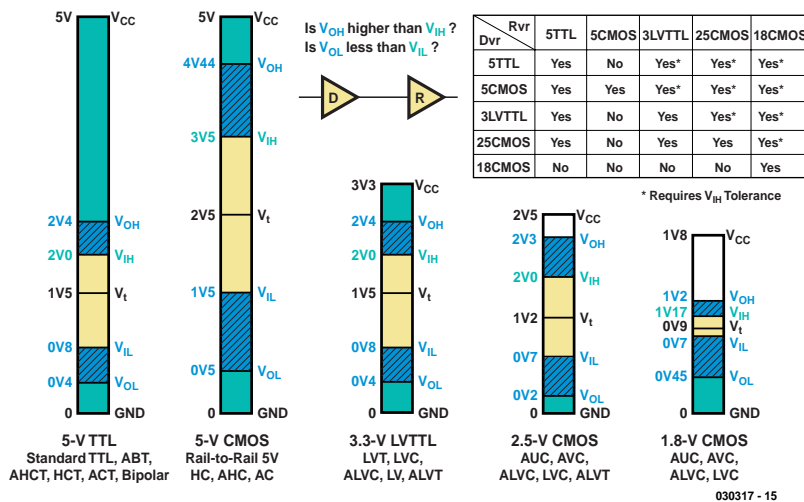 5V VCC
2V4 VOH
2V0 VIH
1V5 Vt
0V8 VIL
0V4 VOL
0 GND
5-V TTL
Standard TTL, ABT,
AHCT, HCT, ACT, Bipolar
5V VCC
4V44 VOH
3V5 VIH
2V5 Vt
1V5 VIL
0V5 VOL
0 GND
5-V CMOS
Rail-to-Rail 5V
HC, AHC, AC
Is VOH higher than VIH ?
Is VOL less than VIL ?
D R
3V3 VCC
2V4 VOH
2V0 VIH
1V5 Vt
0V8 VIL
0V4 VOL
0 GND
3.3-V LVTTL
LVT, LVC,
ALVC, LV, ALVT
Rvr
Dvr 5TTL 5CMOS 3LVTTL 25CMOS 18CMOS
5TTL Yes No Yes* Yes* Yes*
5CMOS Yes Yes Yes* Yes* Yes*
3LVTTL Yes No Yes Yes* Yes*
25CMOS Yes No Yes Yes Yes*
18CMOS No No No No Yes
* Requires VIH Tolerance
2V5 VCC
2V3 VOH
2V0 VIH
1V2 Vt
0V7 VIL
0V2 VOL
0 GND
2.5-V CMOS
AUC, AVC,
ALVC, LVC, ALVT
1V8 VCC
1V2 VOH
1V17 VIH
0V9 Vt
0V7 VIL
0V45 VOL
0 GND
1.8-V CMOS
AUC, AVC,
ALVC, LVC
030317 - 15